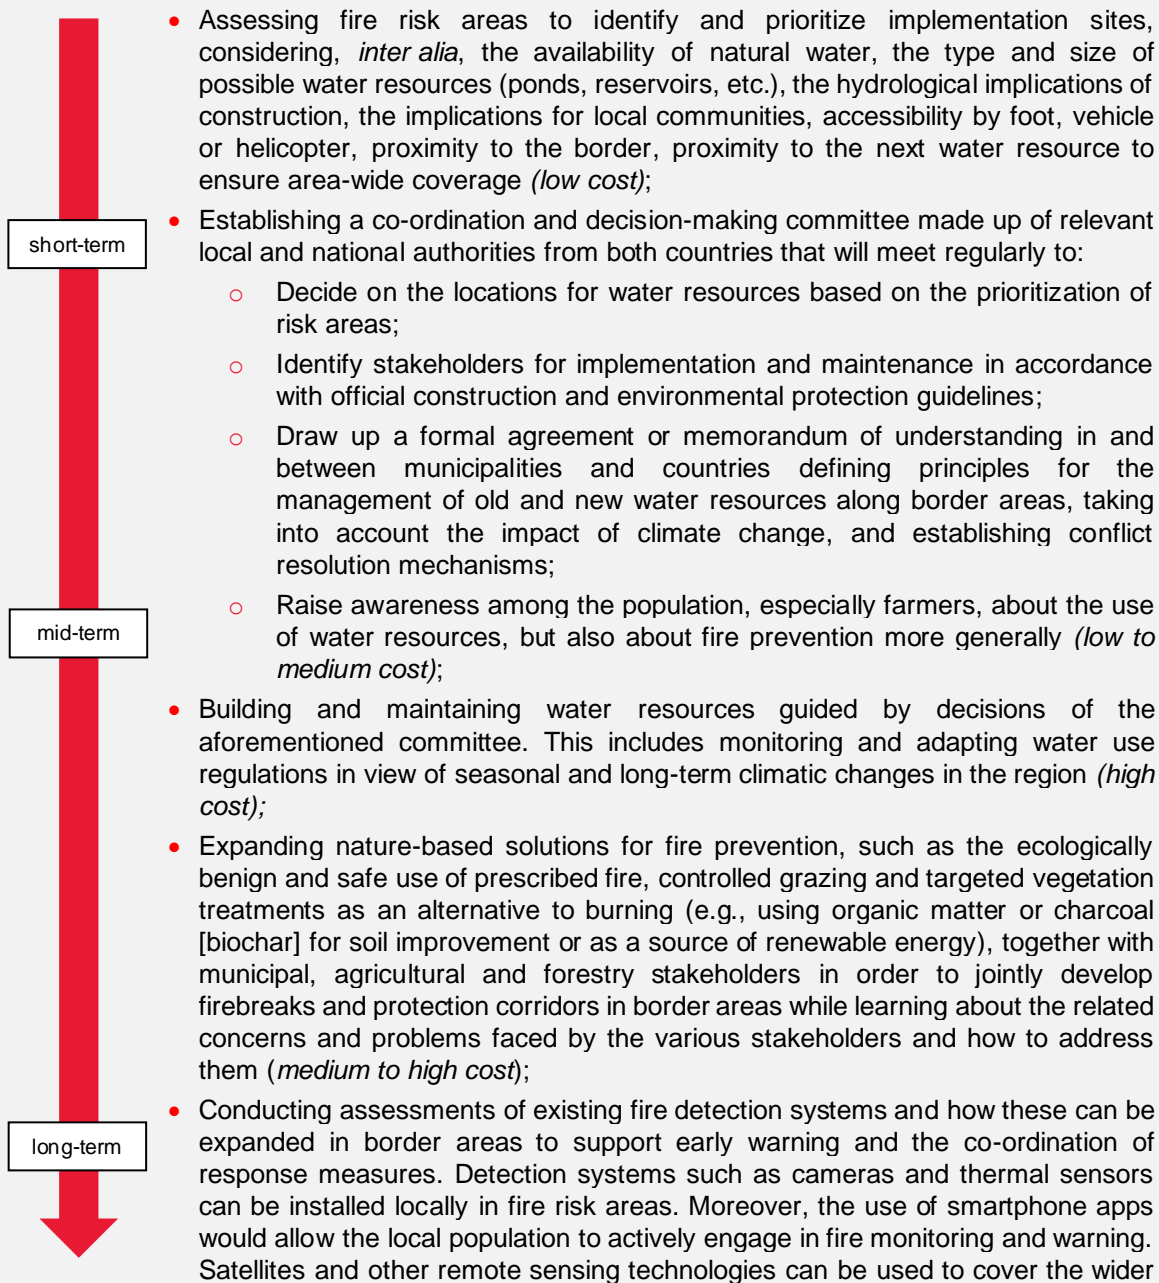 • Assessing fire risk areas to identify and prioritize implementation sites,
considering, inter alia, the availability of natural water, the type and size of
possible water resources (ponds, reservoirs, etc.), the hydrological implications of
construction, the implications for local communities, accessibility by foot, vehicle
or helicopter, proximity to the border, proximity to the next water resource to
ensure area-wide coverage (low cost);
short-term
• Establishing a co-ordination and decision-making committee made up of relevant
local and national authorities from both countries that will meet regularly to:
o Decide on the locations for water resources based on the prioritization of
risk areas;
o Identify stakeholders for implementation and maintenance in accordance
with official construction and environmental protection guidelines;
o Draw up a formal agreement or memorandum of understanding in and
between municipalities and countries defining principles for the
management of old and new water resources along border areas, taking
into account the impact of climate change, and establishing conflict
resolution mechanisms;
mid-term
o Raise awareness among the population, especially farmers, about the use
of water resources, but also about fire prevention more generally (low to
medium cost);
• Building and maintaining water resources guided by decisions of the
aforementioned committee. This includes monitoring and adapting water use
regulations in view of seasonal and long-term climatic changes in the region (high
cost);
• Expanding nature-based solutions for fire prevention, such as the ecologically
benign and safe use of prescribed fire, controlled grazing and targeted vegetation
treatments as an alternative to burning (e.g., using organic matter or charcoal
[biochar] for soil improvement or as a source of renewable energy), together with
municipal, agricultural and forestry stakeholders in order to jointly develop
firebreaks and protection corridors in border areas while learning about the related
concerns and problems faced by the various stakeholders and how to address
them (medium to high cost);
long-term
• Conducting assessments of existing fire detection systems and how these can be
expanded in border areas to support early warning and the co-ordination of
response measures. Detection systems such as cameras and thermal sensors
can be installed locally in fire risk areas. Moreover, the use of smartphone apps
would allow the local population to actively engage in fire monitoring and warning.
Satellites and other remote sensing technologies can be used to cover the wider